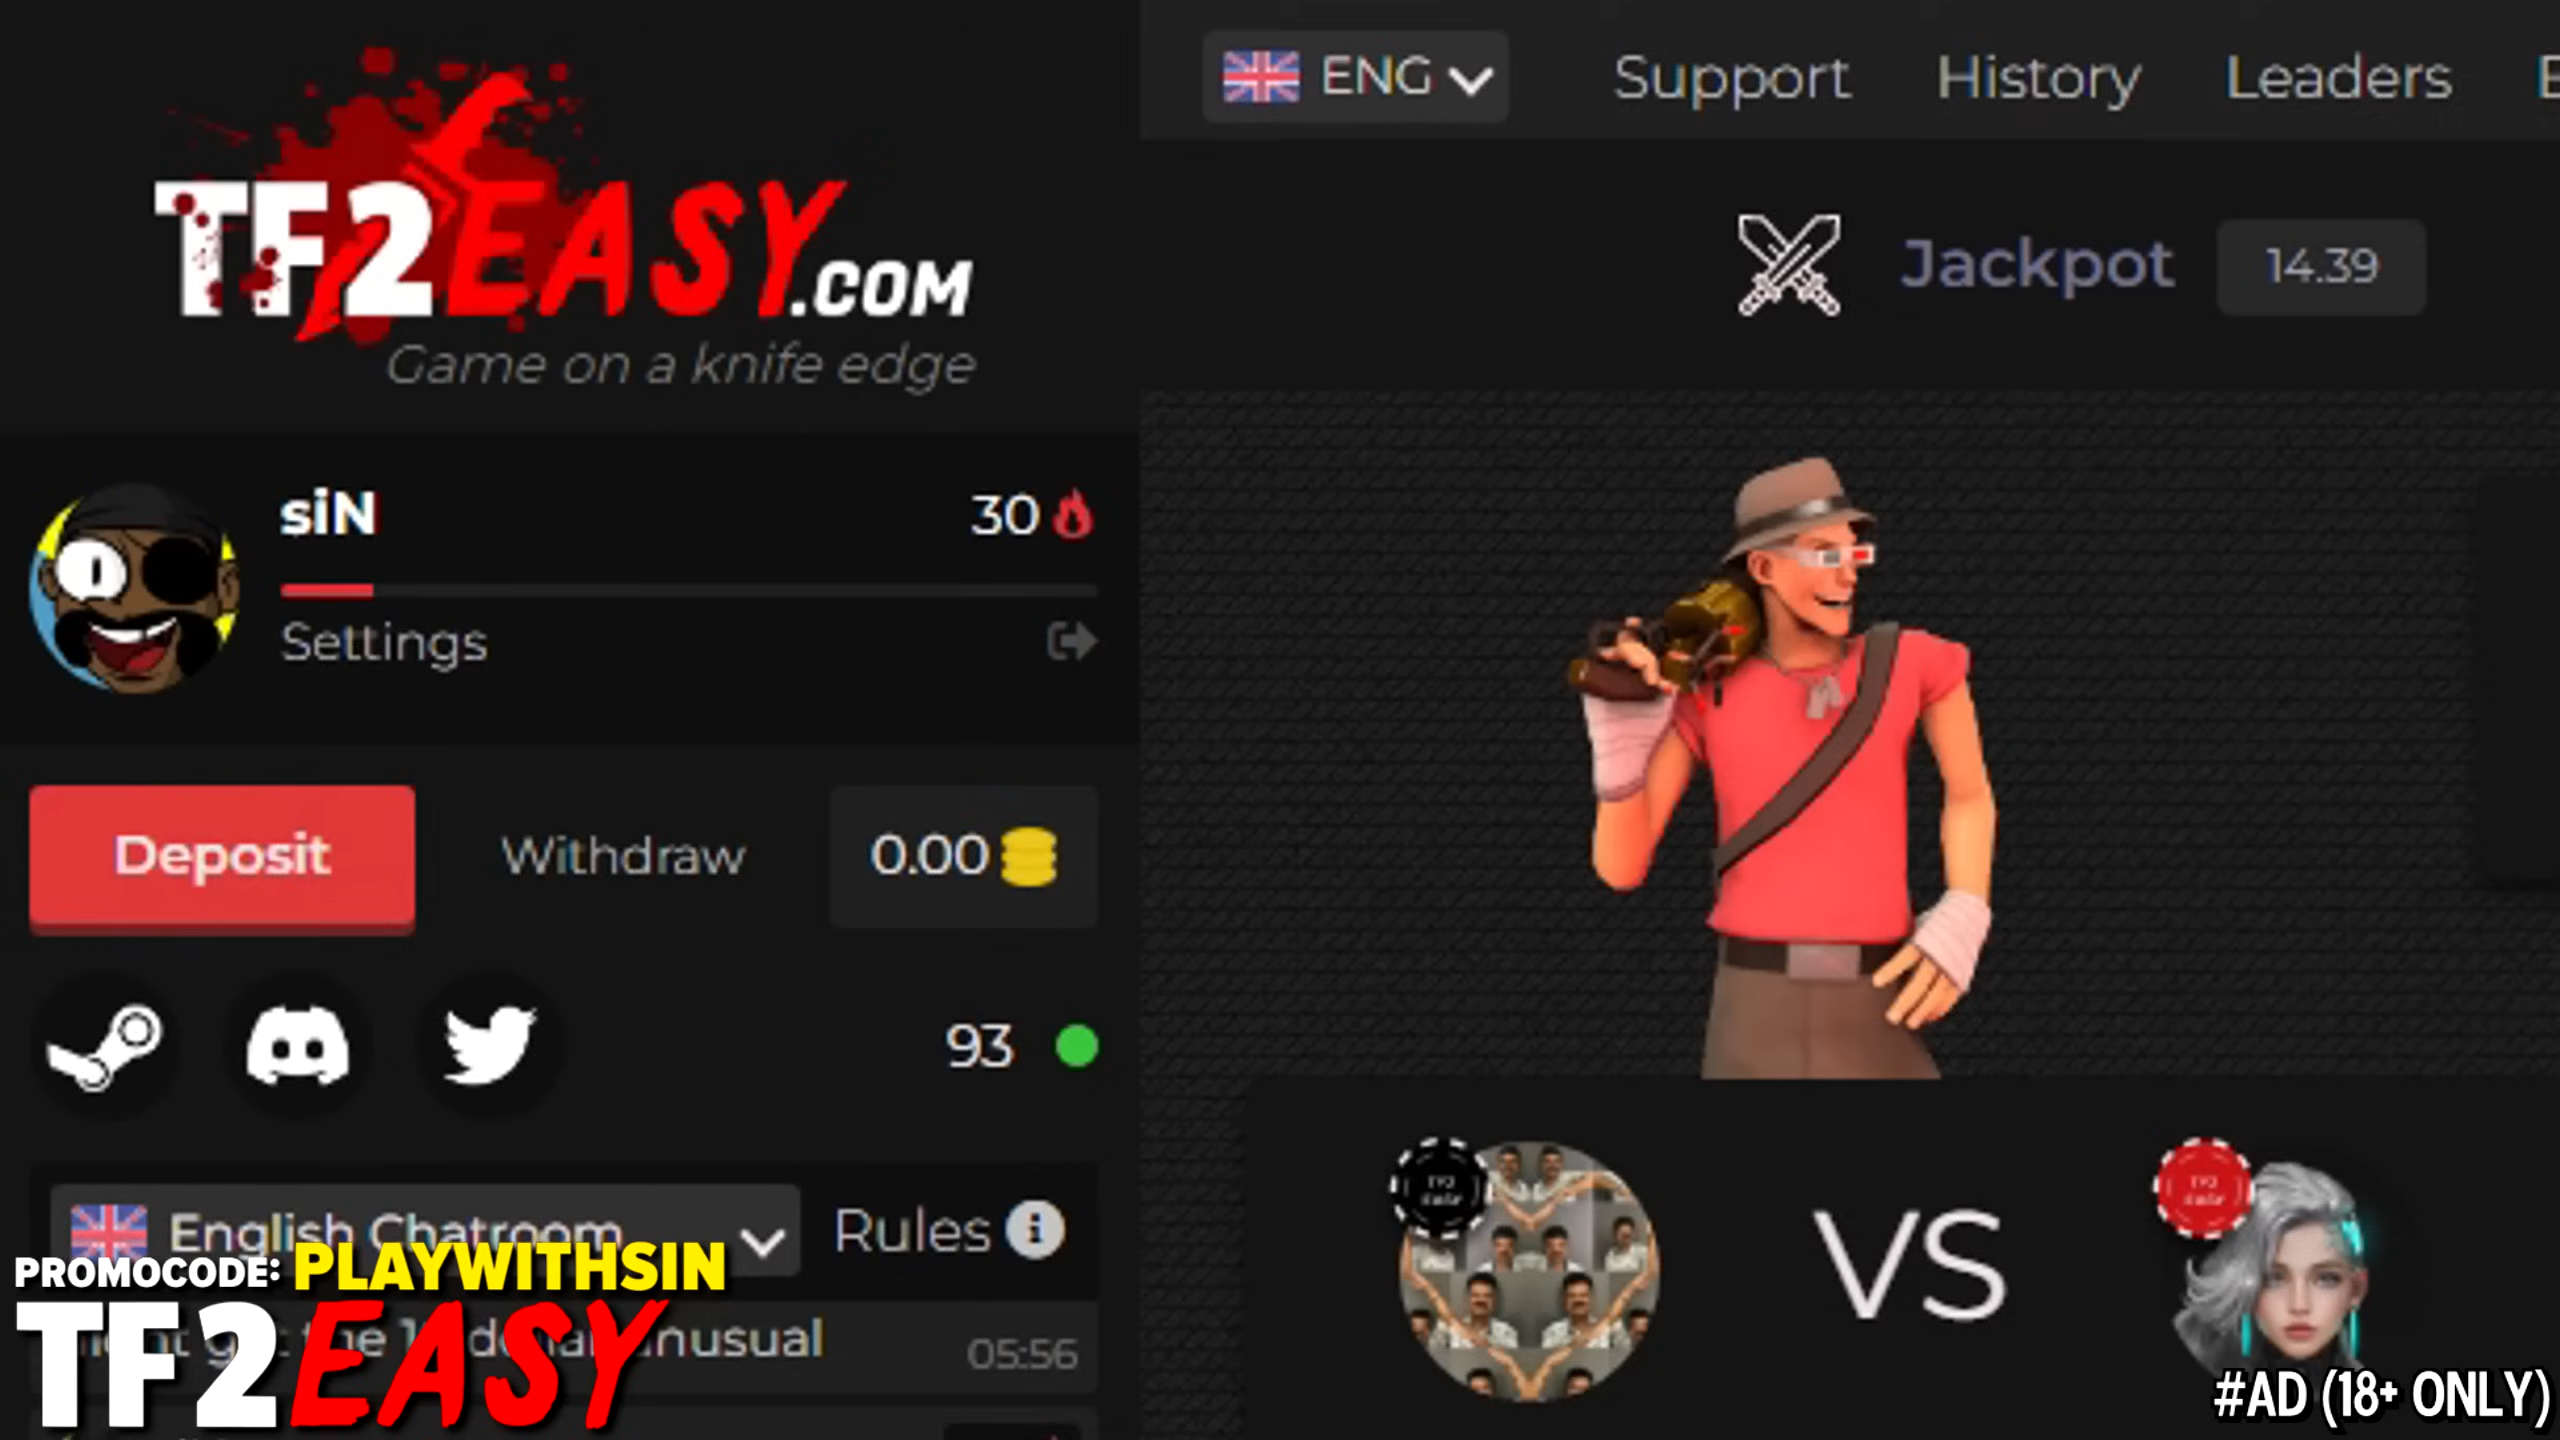 ENG
Support
History
Leaders
TF2EASY.COM
Game on a knife edge
Jackpot
14.39
siN
30
Settings
Deposit
Withdraw
0.00
93
English Chatroom
Rules
PROMOCODE: PLAYWITHSIN
TF2EASY
unusual
05:56
VS
#AD (18+ ONLY)